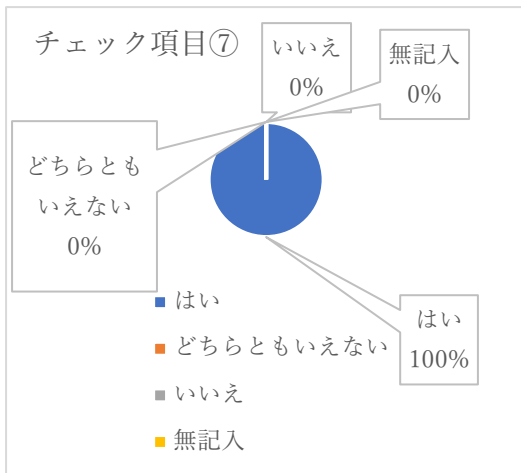 チェック項目⑦
いいえ
0%
無記入
0%
どちらとも
いえない
0%
はい
100%
はい
どちらともいえない
いいえ
無記入